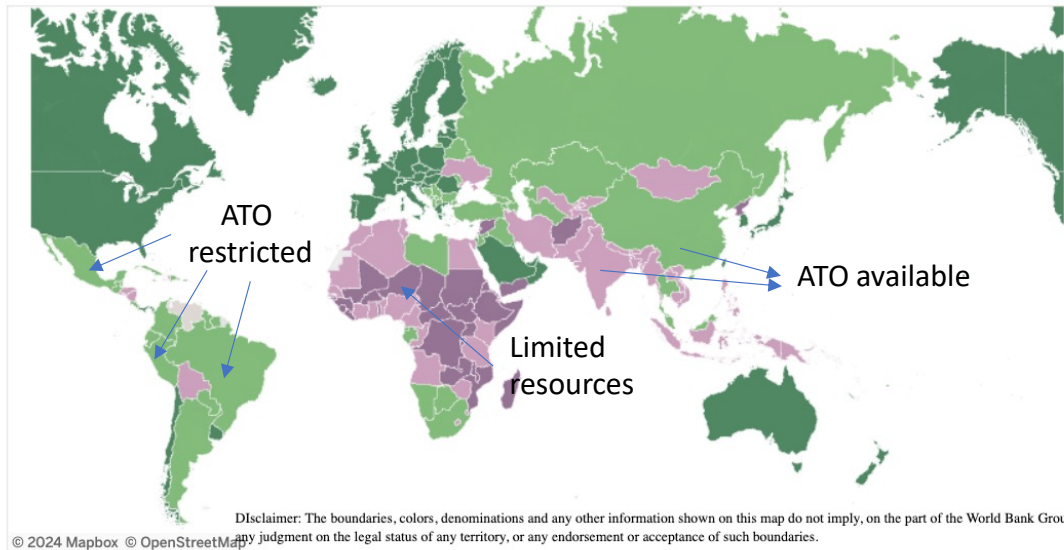 ATO
restricted
ATO available
Limited
resources
DIsclaimer: The boundaries, colors, denominations and any other information shown on this map do not imply, on the part of the World Bank Grou
© 2024 Mapbox © OpenStreetMap any judgment on the legal status of any territory, or any endorsement or acceptance of such boundaries.